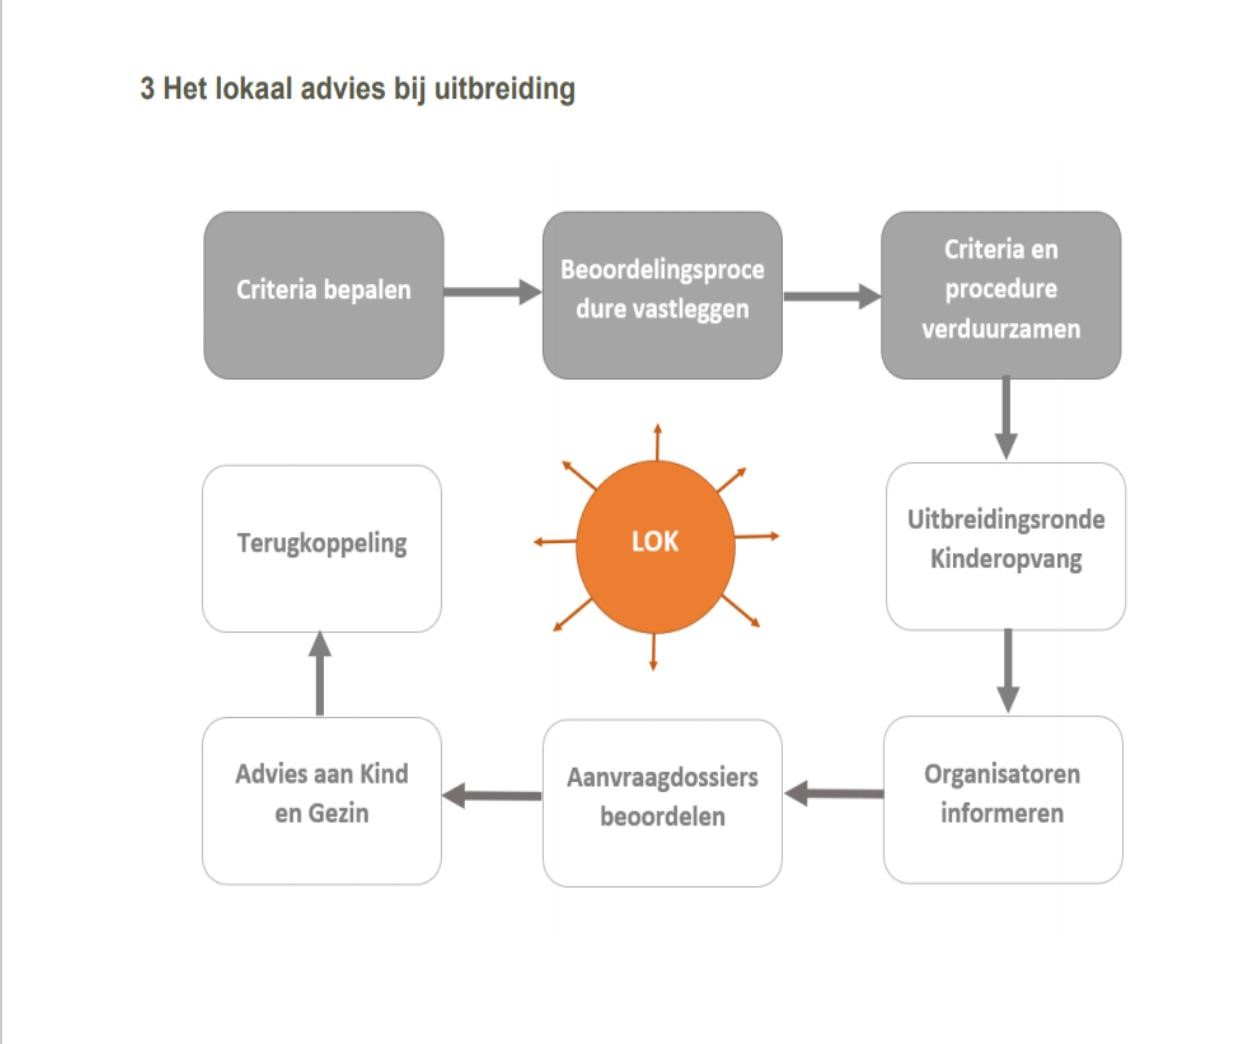 3 Het lokaal advies bij uitbreiding
Criteria bepalen
Beoordelingsproce
dure vastleggen
Criteria en
procedure
verduurzamen
Terugkoppeling
LOK
Uitbreidingsronde
Kinderopvang
Advies aan Kind
en Gezin
Aanvraagdossiers
beoordelen
Organisatoren
informeren